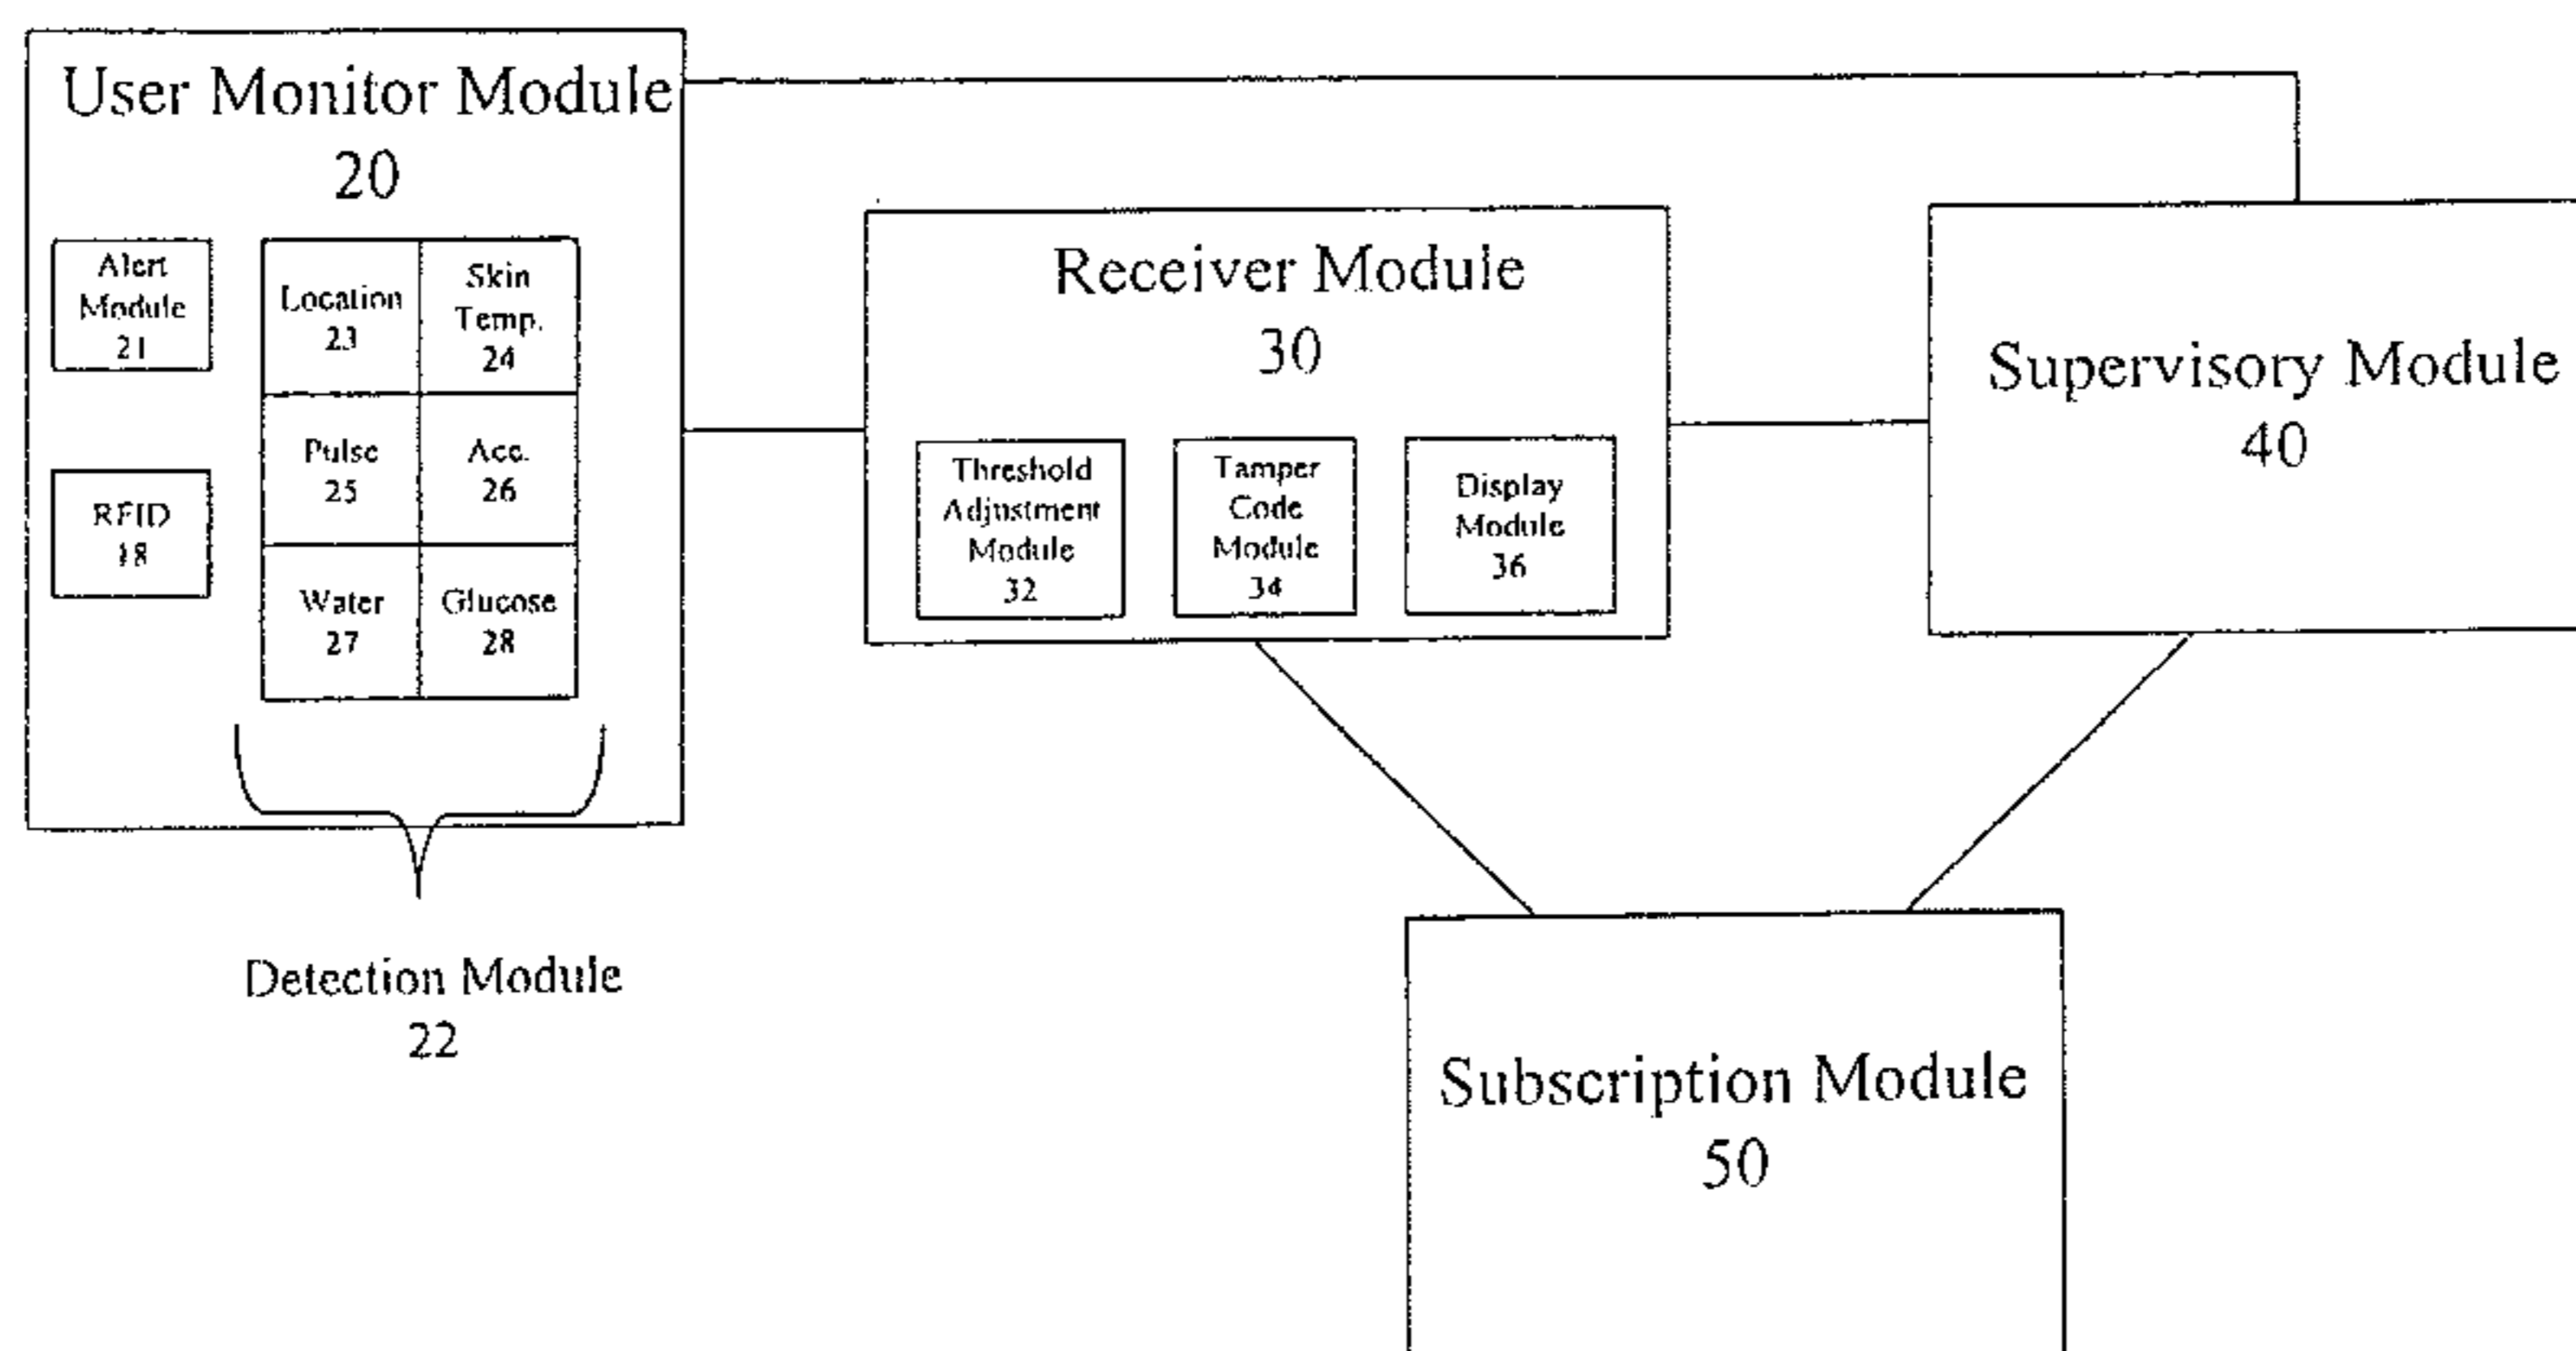 User Monitor Module
20
Alert
Module
21
RFID
18
Location
23
Skin
Temp.
24
Pulse
25
Acc.
26
Water
27
Glucose
28
Detection Module
22
Receiver Module
30
Threshold
Adjustment
Module
32
Tamper
Code
Module
34
Display
Module
36
Supervisory Module
40
Subscription Module
50